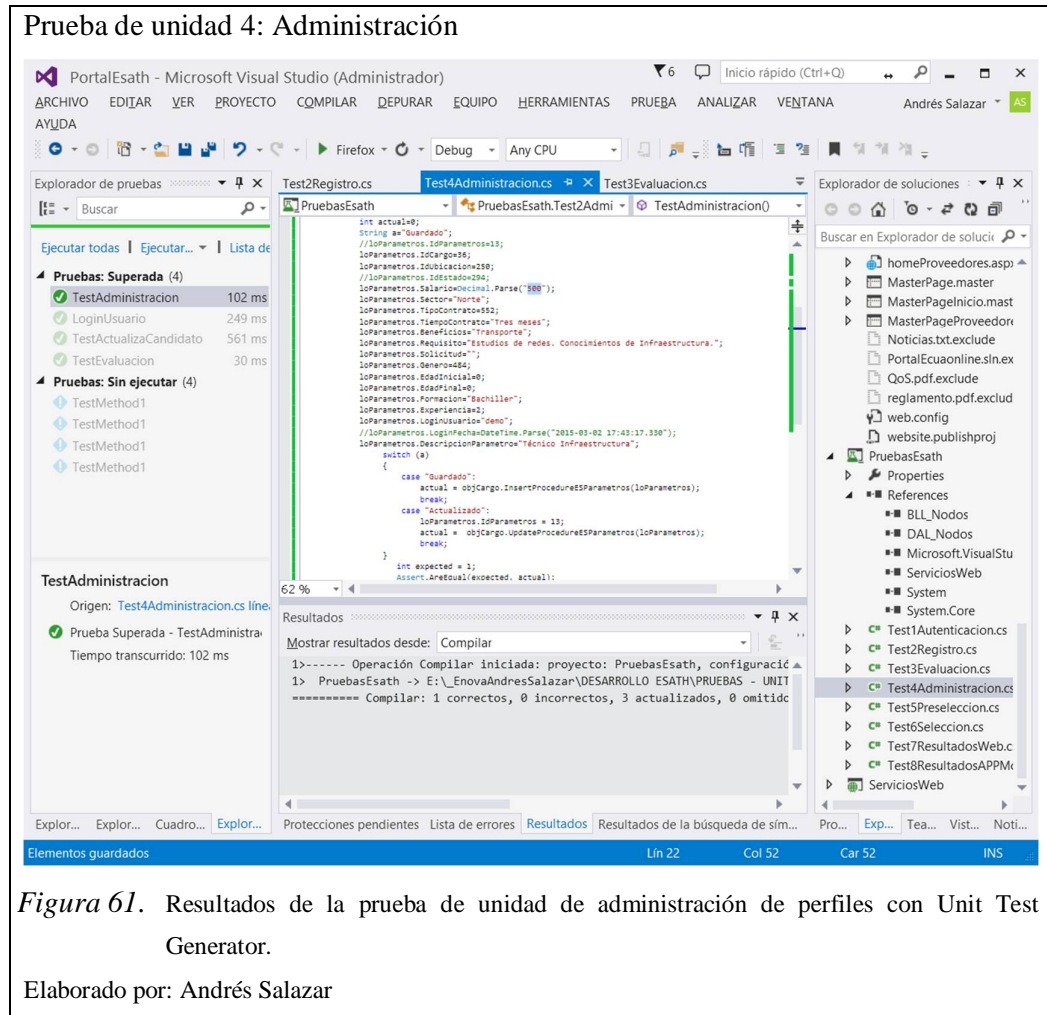 Prueba de unidad 4: Administración
PortalEsath - Microsoft Visual Studio (Administrador)
6
Inicio rápido (Ctrl+Q)
ARCHIVO EDITAR VER PROYECTO COMPILAR DEPURAR EQUIPO HERRAMIENTAS PRUEBA ANALIZAR VENTANA
Andrés Salazar
AS
AYUDA
Firefox
Debug
Any CPU
Explorador de pruebas
Buscar
Ejecutar todas | Ejecutar... | Lista de
Pruebas: Superada (4)
TestAdministracion 102 ms
LoginUsuario 249 ms
TestActualizaCandidato 561 ms
TestEvaluacion 30 ms
Pruebas: Sin ejecutar (4)
TestMethod1
TestMethod1
TestMethod1
TestMethod1
TestAdministracion
Origen: Test4Administracion.cs líne
Prueba Superada - TestAdministra
Tiempo transcurrido: 102 ms
Test2Registro.cs Test4Administracion.cs Test3Evaluacion.cs
PruebasEsath PruebasEsath.Test2Admi TestAdministracion()
int actual=0;
String a="Guardado";
//loParametros.IdParametros=13;
loParametros.IdCargo=36;
loParametros.IdUbicacion=250;
//loParametros.IdEstado=294;
loParametros.Salario=Decimal.Parse("500");
loParametros.Sector="Norte";
loParametros.TipoContrato=552;
loParametros.TiempoContrato="Tres meses";
loParametros.Beneficios="Transporte";
loParametros.Requisito="Estudios de redes. Conocimientos de Infraestructura.";
loParametros.Solicitud="";
loParametros.Genero=484;
loParametros.EdadInicial=0;
loParametros.EdadFinal=0;
loParametros.Formacion="Bachiller";
loParametros.Experiencia=2;
loParametros.LoginUsuario="demo";
//loParametros.LoginFecha=DateTime.Parse("2015-03-02 17:43:17.330");
loParametros.DescripcionParametro="Técnico Infraestructura";
switch (a)
{
case "Guardado":
actual = objCargo.InsertProcedureESParametros(loParametros);
break;
case "Actualizado":
loParametros.IdParametros = 13;
actual = objCargo.UpdateProcedureESParametros(loParametros);
break;
}
int expected = 1;
Assert.AreEqual(expected, actual);
62 %
Resultados
Mostrar resultados desde: Compilar
1>------ Operación Compilar iniciada: proyecto: PruebasEsath, configuració
1> PruebasEsath -> E:\_EnovaAndresSalazar\DESARROLLO ESATH\PRUEBAS - UNIT
========== Compilar: 1 correctos, 0 incorrectos, 3 actualizados, 0 omitido
Explorador de soluciones
Buscar en Explorador de solucic
homeProveedores.aspx
MasterPage.master
MasterPageInicio.mast
MasterPageProveedore
Noticias.txt.exclude
PortalEcuaonline.sln.ex
QoS.pdf.exclude
reglamento.pdf.exclud
web.config
website.publishproj
PruebasEsath
Properties
References
BLL_Nodos
DAL_Nodos
Microsoft.VisualStu
ServiciosWeb
System
System.Core
Test1Autenticacion.cs
Test2Registro.cs
Test3Evaluacion.cs
Test4Administracion.cs
Test5Preseleccion.cs
Test6Seleccion.cs
Test7ResultadosWeb.c
Test8ResultadosAPPMo
ServiciosWeb
Explor... Explor... Cuadro... Explor...
Protecciones pendientes Lista de errores Resultados Resultados de la búsqueda de sím...
Pro... Exp... Tea... Vist... Noti...
Elementos guardados Lín 22 Col 52 Car 52 INS
Figura 61. Resultados de la prueba de unidad de administración de perfiles con Unit Test
Generator.
Elaborado por: Andrés Salazar